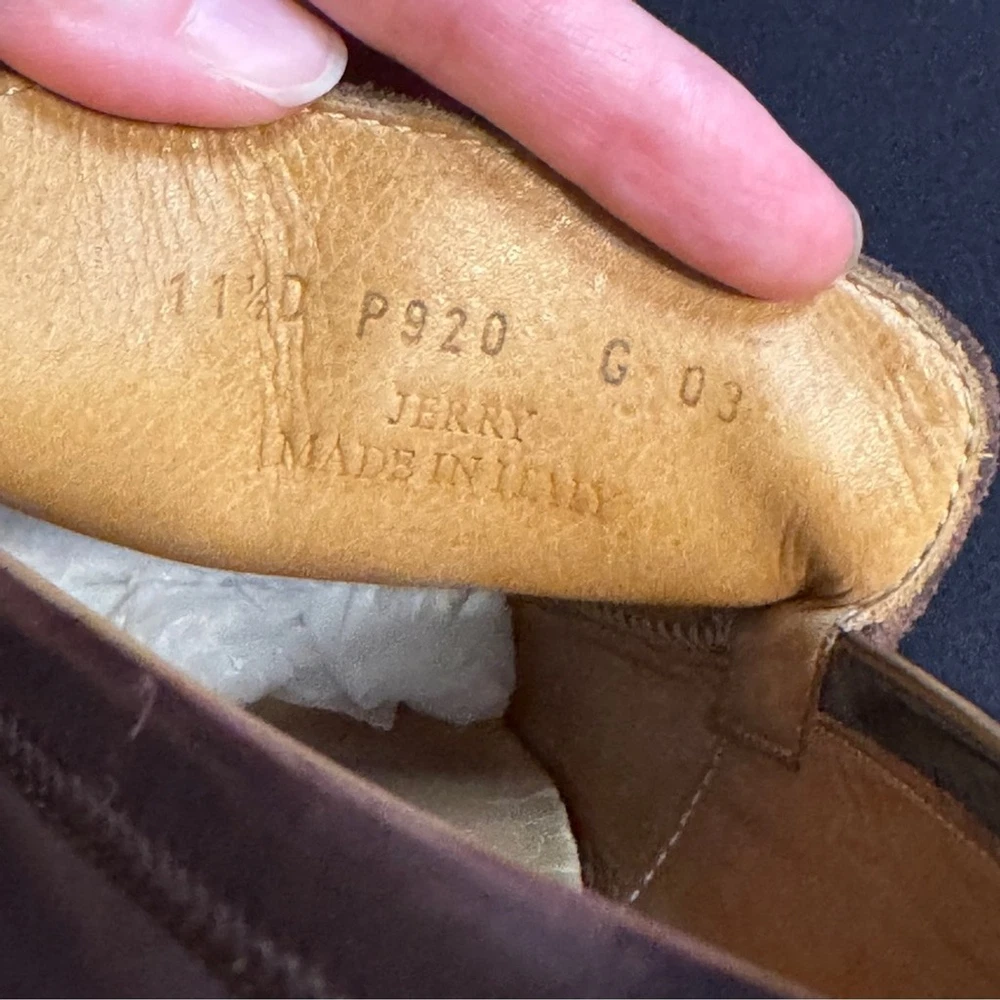 11½D P920 G 03
JERRY
MADE IN ITALY